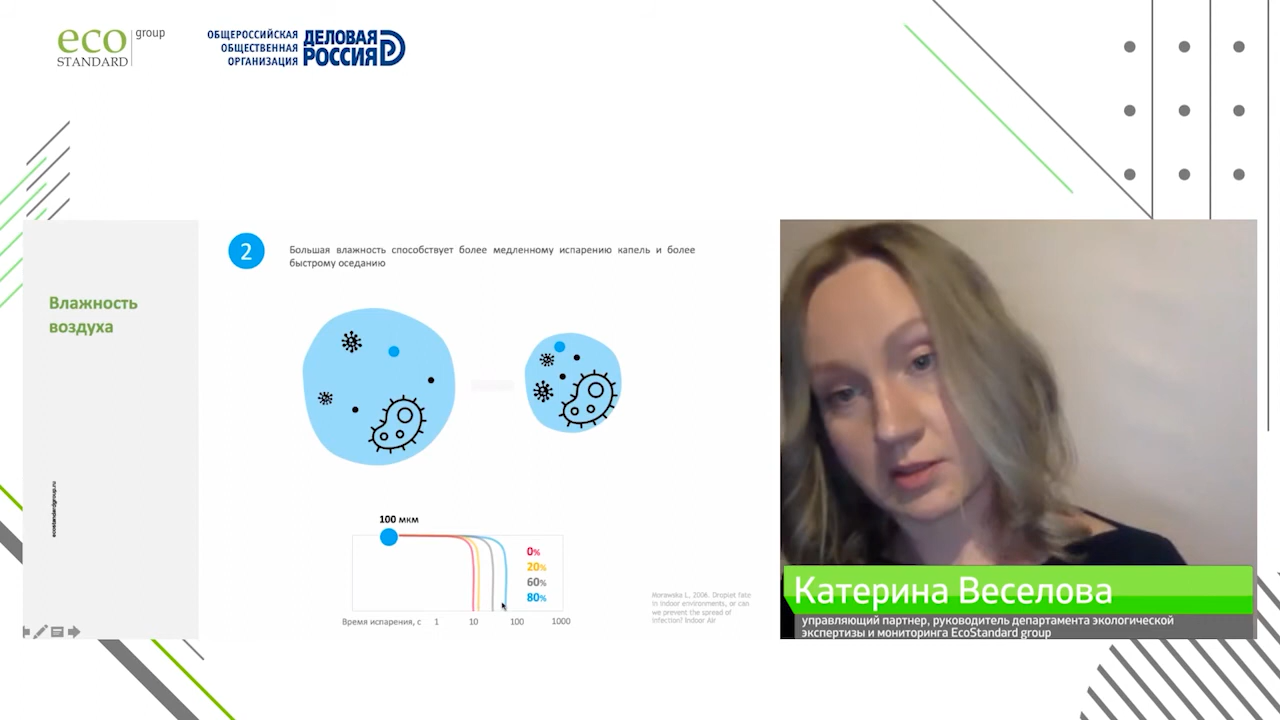 eco
group
STANDARD
ОБЩЕРОССИЙСКАЯ
ОБЩЕСТВЕННАЯ
ОРГАНИЗАЦИЯ
ДЕЛОВАЯ
РОССИЯ
Влажность
воздуха
ecostandardgroup.ru
2
Большая влажность способствует более медленному испарению капель и более
быстрому оседанию
100 мкм
0%
20%
60%
80%
Время испарения, с 1 10 100 1000
Morawska L, 2006. Droplet fate
in indoor environments, or can
we prevent the spread of
infection? Indoor Air
Катерина Веселова
управляющий партнер, руководитель департамента экологической
экспертизы и мониторинга EcoStandard group